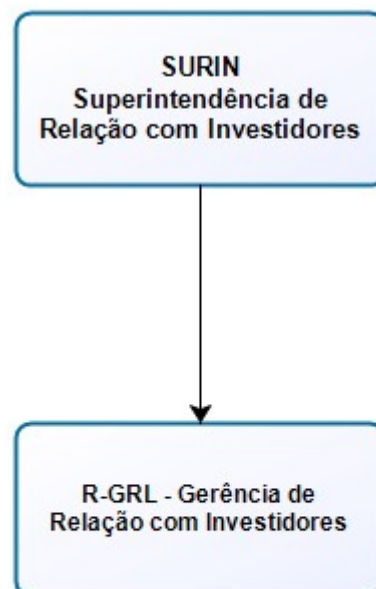 SURIN
Superintendência de
Relação com Investidores
R-GRL - Gerência de
Relação com Investidores